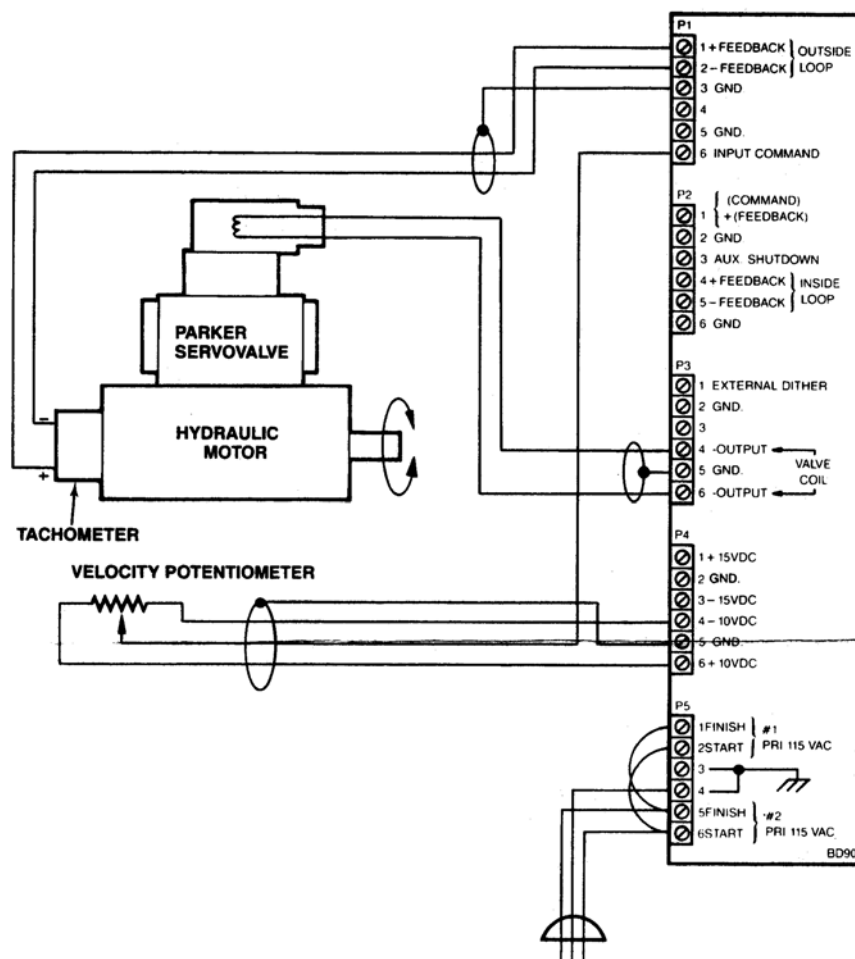 P1
1 + FEEDBACK
2 – FEEDBACK
OUTSIDE
LOOP
3 GND
4
5 GND.
6 INPUT COMMAND
P2
1 (COMMAND)
+ (FEEDBACK)
2 GND
3 AUX. SHUTDOWN
4 + FEEDBACK
5 – FEEDBACK
INSIDE
LOOP
6 GND
P3
1 EXTERNAL DITHER
2 GND.
3
4 -OUTPUT
5 GND.
6 -OUTPUT
VALVE
COIL
P4
1 + 15VDC
2 GND.
3 – 15VDC
4 – 10VDC
5 GND.
6 + 10VDC
P5
1FINISH
2START
#1
PRI 115 VAC
3
4
5FINISH
6START
#2
PRI 115 VAC
BD90
PARKER
SERVOVALVE
HYDRAULIC
MOTOR
–
+
TACHOMETER
VELOCITY POTENTIOMETER